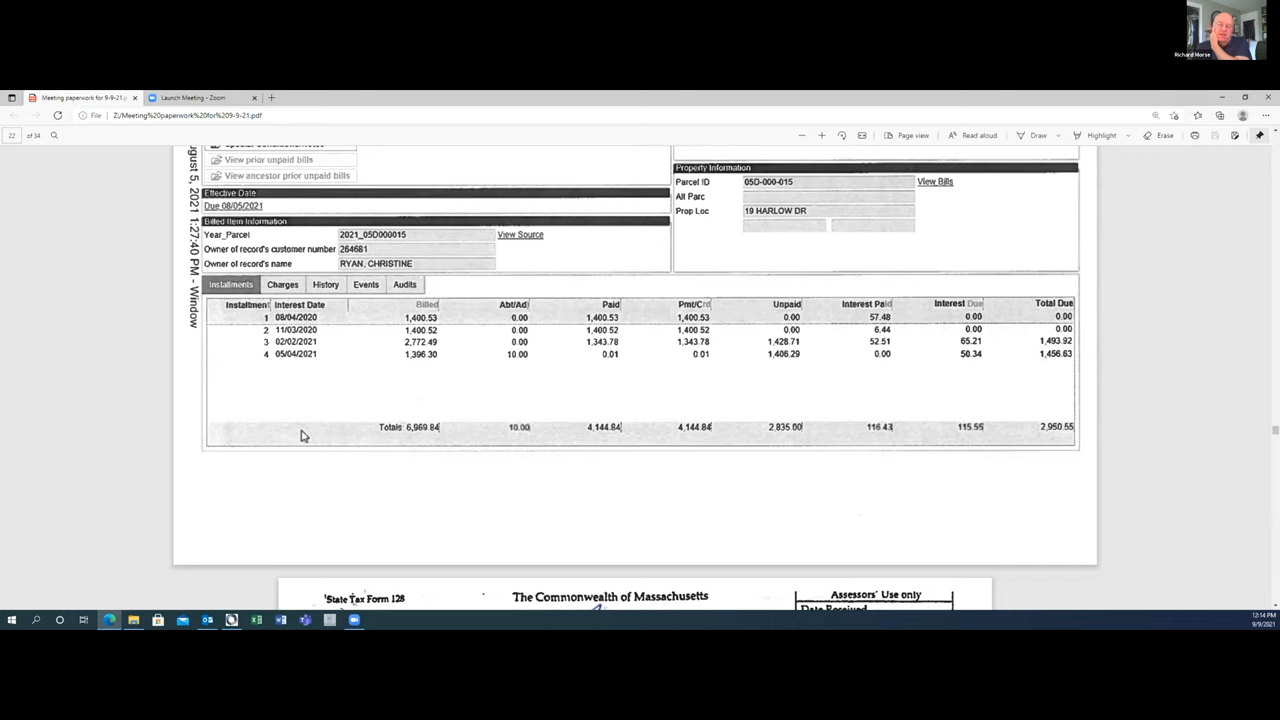 Richard Morse
Meeting paperwork for 9-9-21.p
Launch Meeting - Zoom
File Z:/Meeting%20paperwork%20for%209-9-21.pdf
22 of 34 Page view Read aloud Draw Highlight Erase
View prior unpaid bills
View ancestor prior unpaid bills
Property Information
Parcel ID 05D-000-015 View Bills
Alt Parc
Prop Loc 19 HARLOW DR
Effective Date
Due 08/05/2021
Billed Item Information
Year_Parcel 2021_05D000015 View Source
Owner of record's customer number 264681
Owner of record's name RYAN, CHRISTINE
ugust 5, 2021 1:27:40 PM - Window
Installments Charges History Events Audits
Installment Interest Date Billed Abt/Adj Paid Pmt/Crd Unpaid Interest Paid Interest Due Total Due
1 08/04/2020 1,400.53 0.00 1,400.53 1,400.53 0.00 57.48 0.00 0.00
2 11/03/2020 1,400.52 0.00 1,400.52 1,400.52 0.00 6.44 0.00 0.00
3 02/02/2021 2,772.49 0.00 1,343.78 1,343.78 1,428.71 52.51 65.21 1,493.92
4 05/04/2021 1,396.30 10.00 0.01 0.01 1,406.29 0.00 50.34 1,456.63
Totals: 6,969.84 10.00 4,144.84 4,144.84 2,835.00 116.43 115.55 2,950.55
State Tax Form 128
The Commonwealth of Massachusetts
Assessors' Use only
Date Received
12:14 PM
9/9/2021